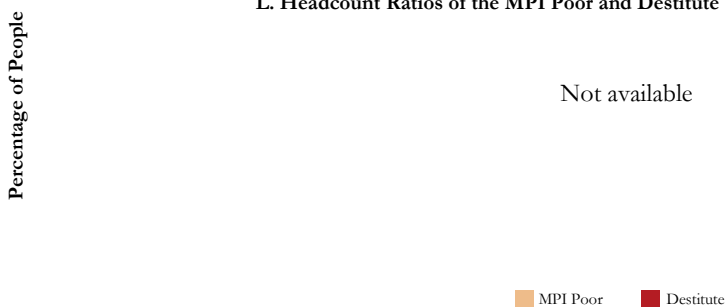 L. Headcount Ratios of the MPI Poor and Destitute
Percentage of People
Not available
MPI Poor
Destitute